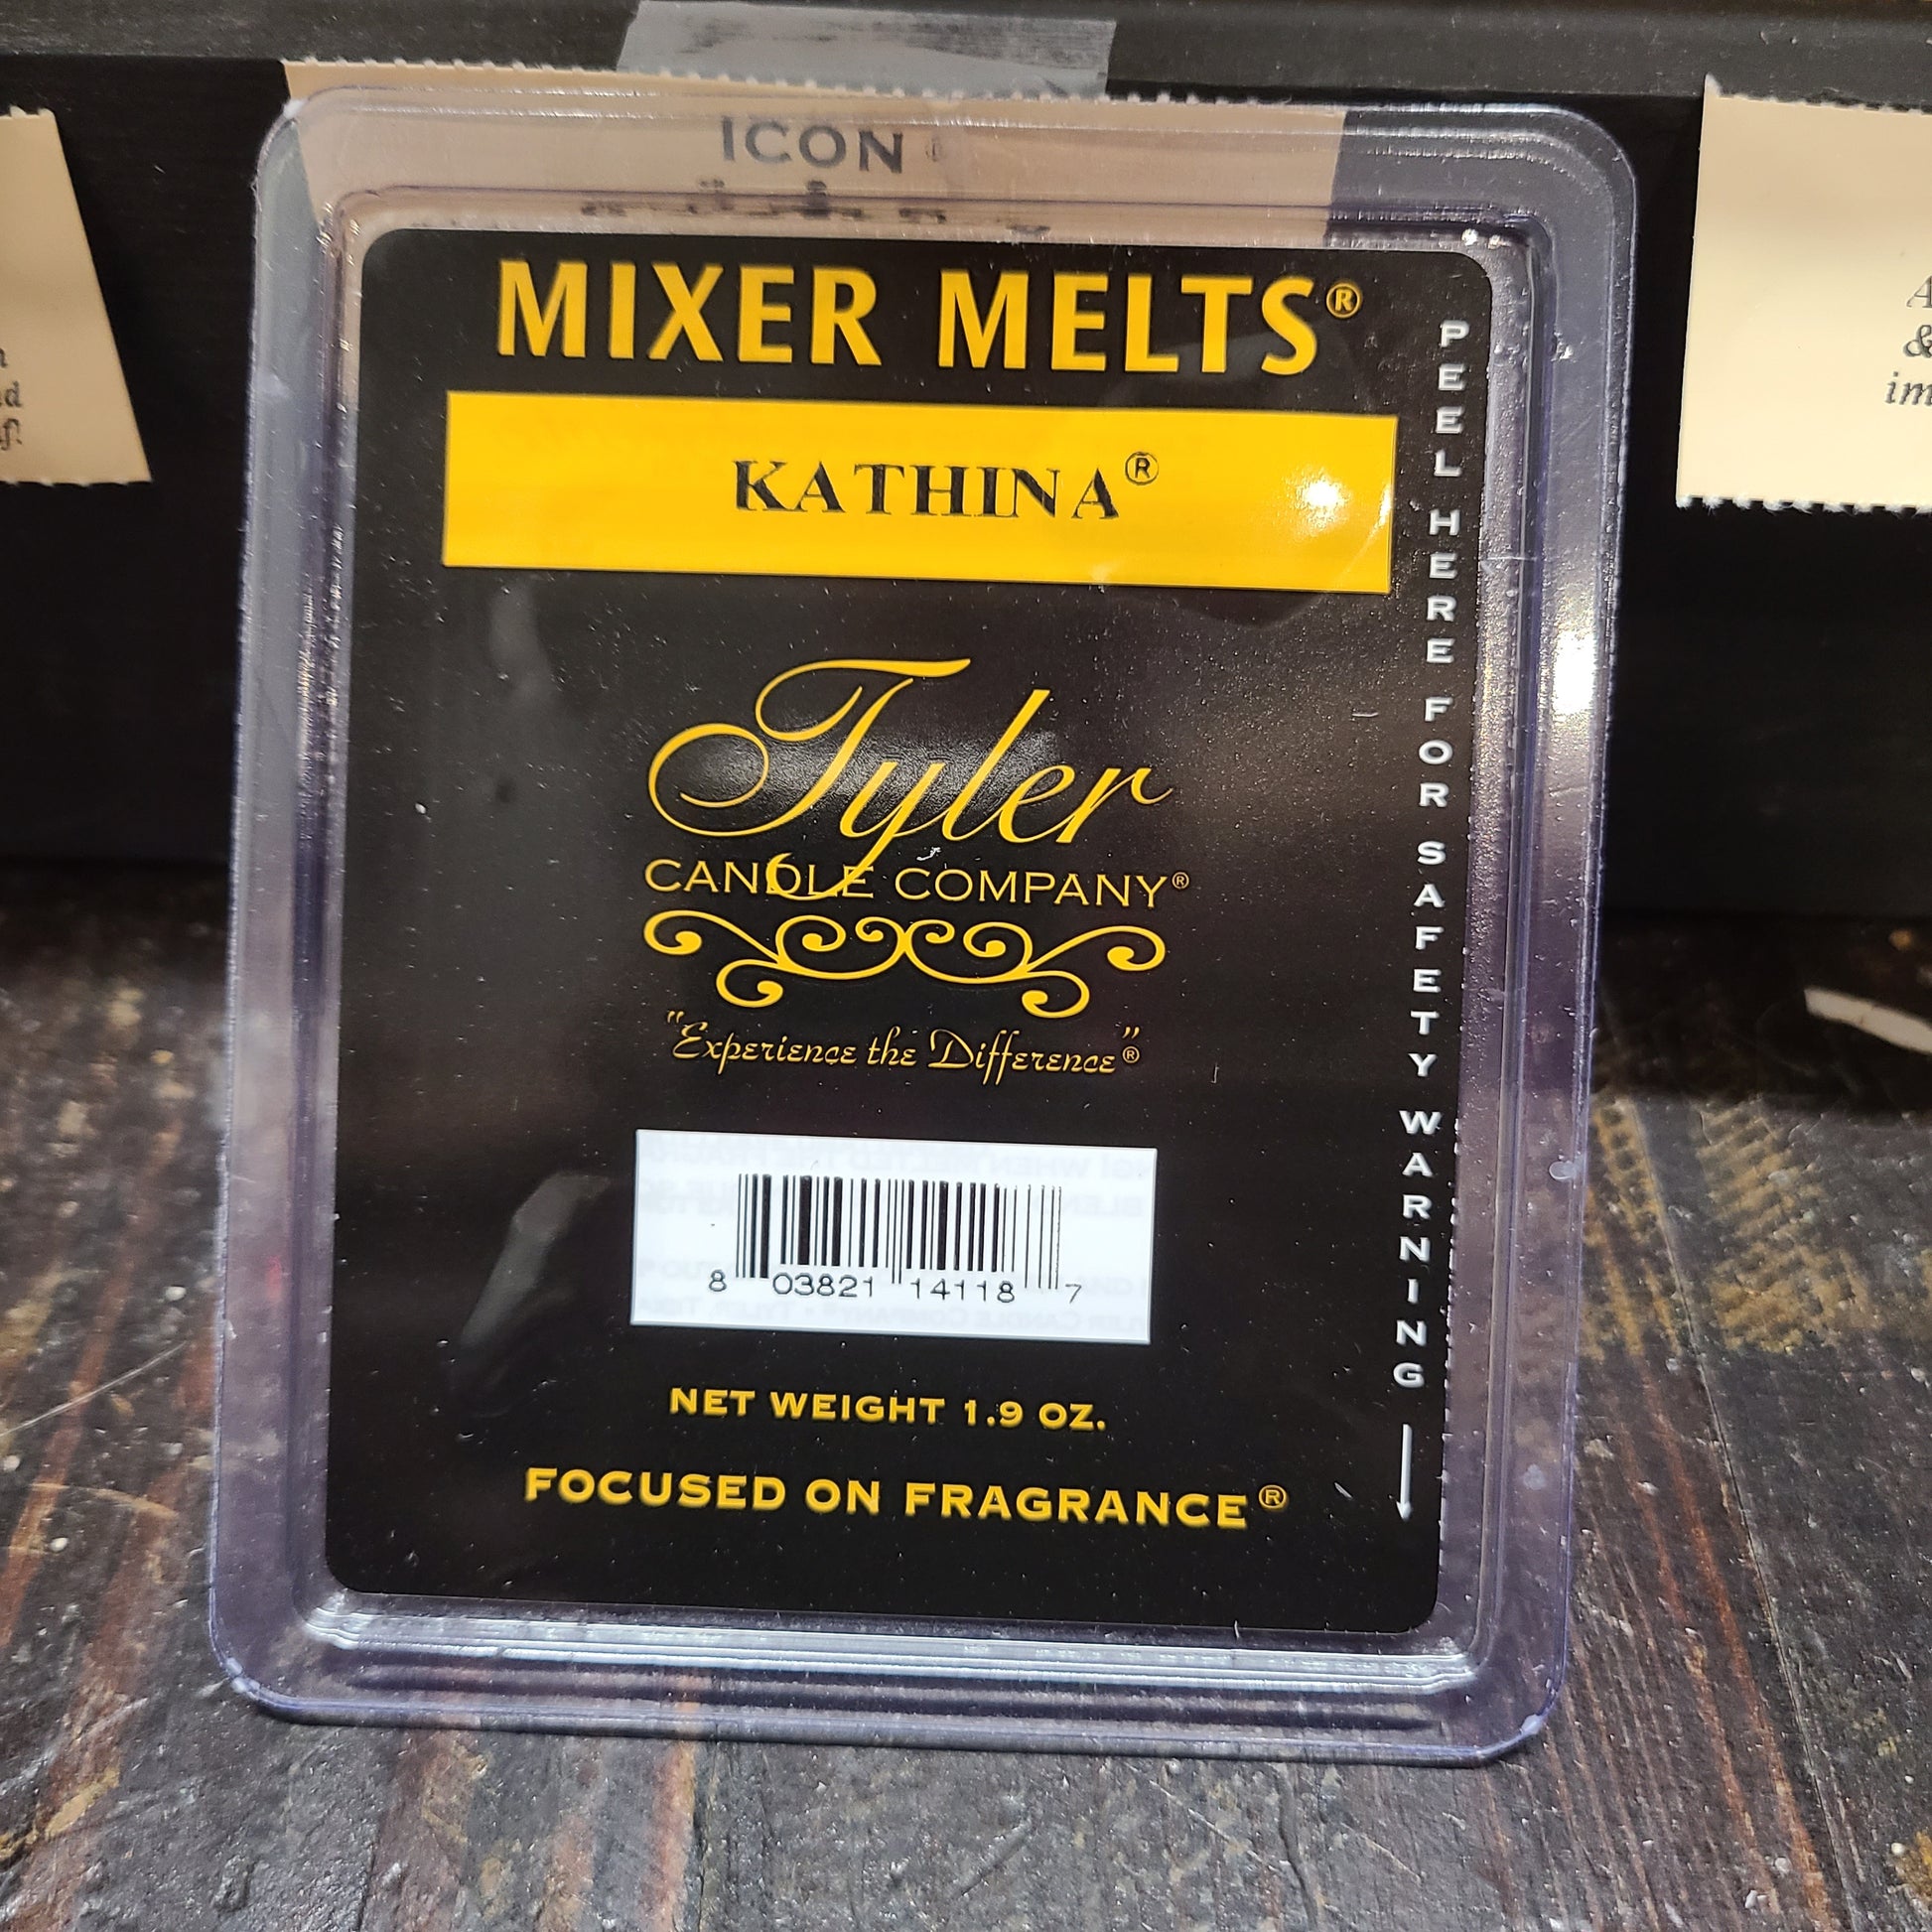 ICON
MIXER MELTS®
KATHINA®
Tyler
CANDLE COMPANY®
"Experience the Difference"®
8 03821 14118 7
NET WEIGHT 1.9 OZ.
FOCUSED ON FRAGRANCE®
PEEL HERE FOR SAFETY WARNING
&